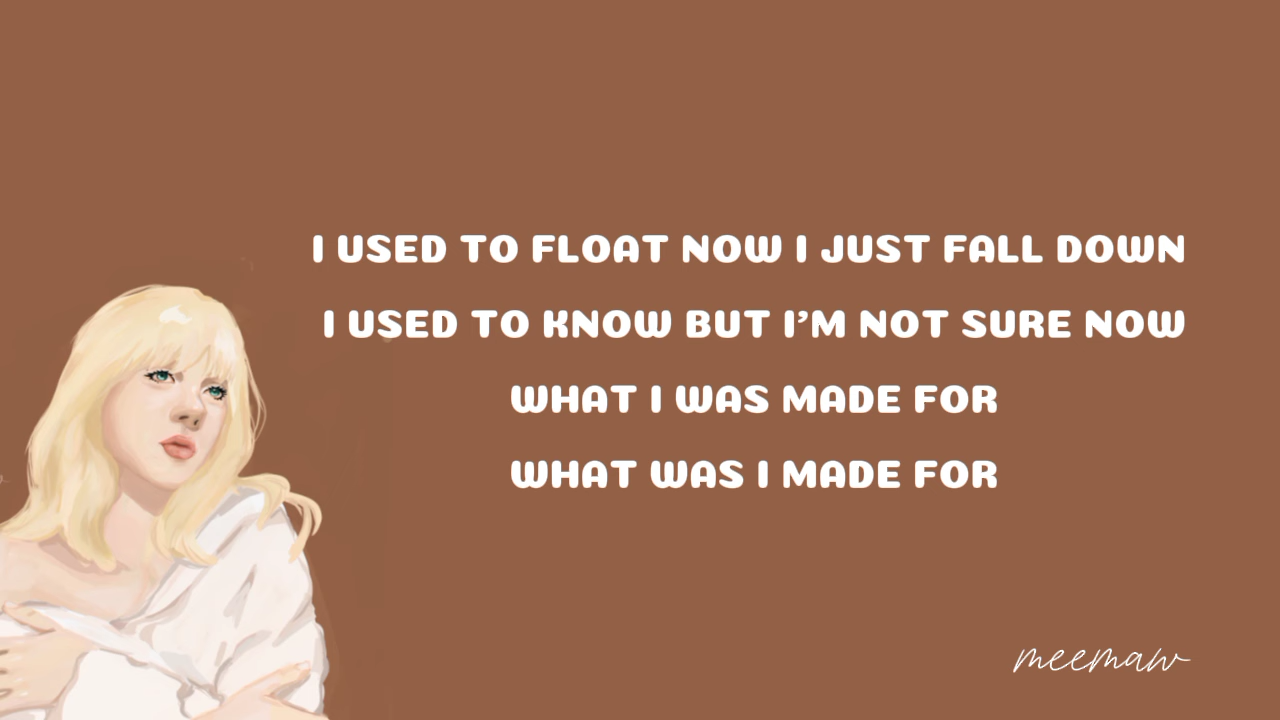 I USED TO FLOAT NOW I JUST FALL DOWN
I USED TO KNOW BUT I'M NOT SURE NOW
WHAT I WAS MADE FOR
WHAT WAS I MADE FOR
meemaw